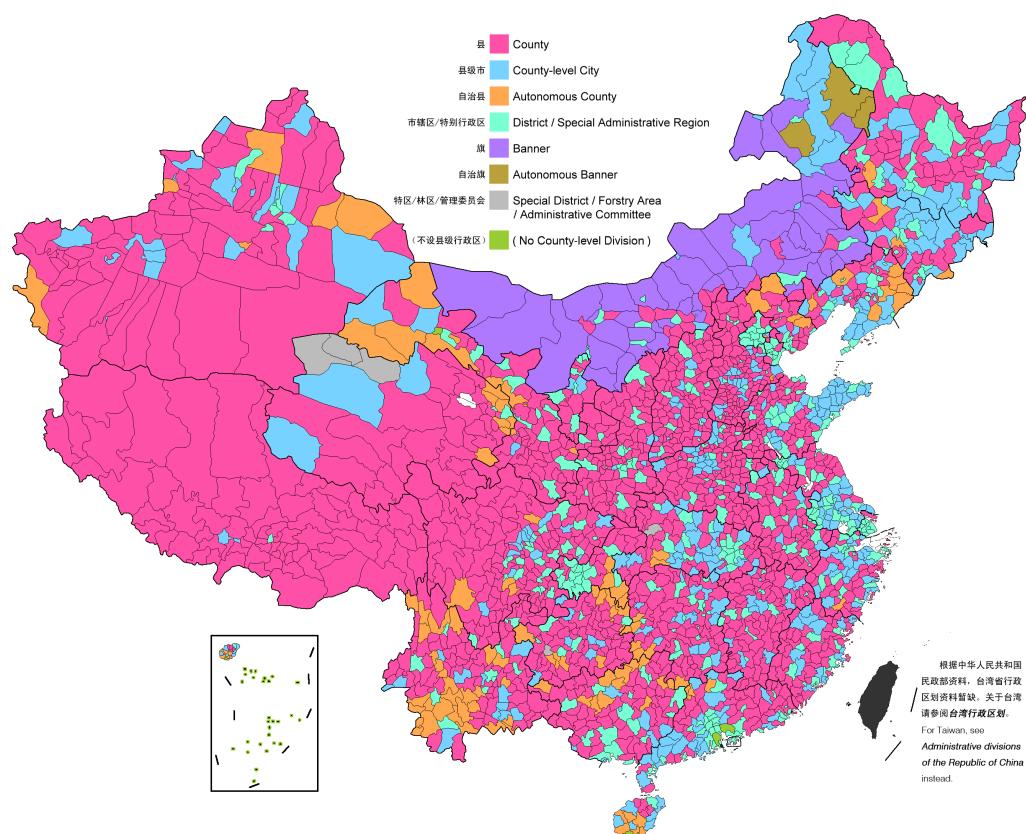 县 County
县级市 County-level City
自治县 Autonomous County
市辖区/特别行政区 District / Special Administrative Region
旗 Banner
自治旗 Autonomous Banner
特区/林区/管理委员会 Special District / Forstry Area
/ Administrative Committee
(不设县级行政区) ( No County-level Division )
根据中华人民共和国
民政部资料，台湾省行政
区划资料暂缺。关于台湾
请参阅台湾行政区划。
For Taiwan, see
Administrative divisions
of the Republic of China
instead.